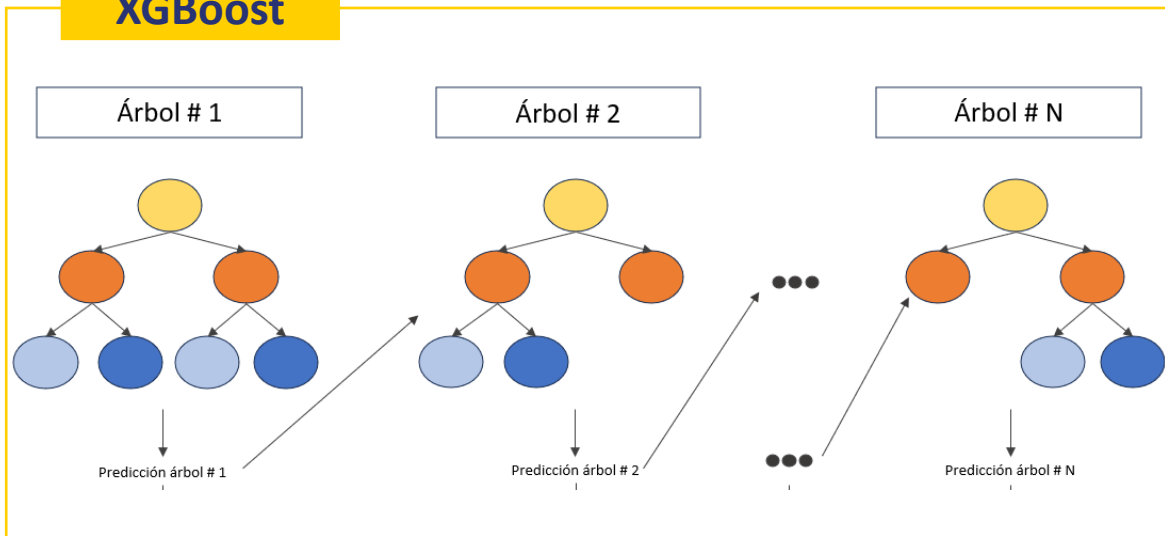 XGBoost
Árbol # 1
Árbol # 2
Árbol # N
Predicción árbol # 1
Predicción árbol # 2
Predicción árbol # N